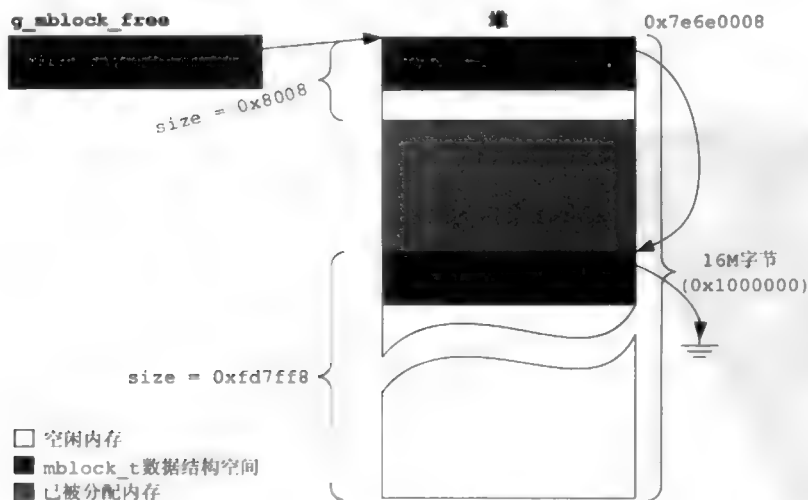 g_mblock_free
堆
0x7e6e0008
size = 0x8008
16M字节
(0x1000000)
size = 0xfd7ff8
空闲内存
mblock_t数据结构空间
已被分配内存